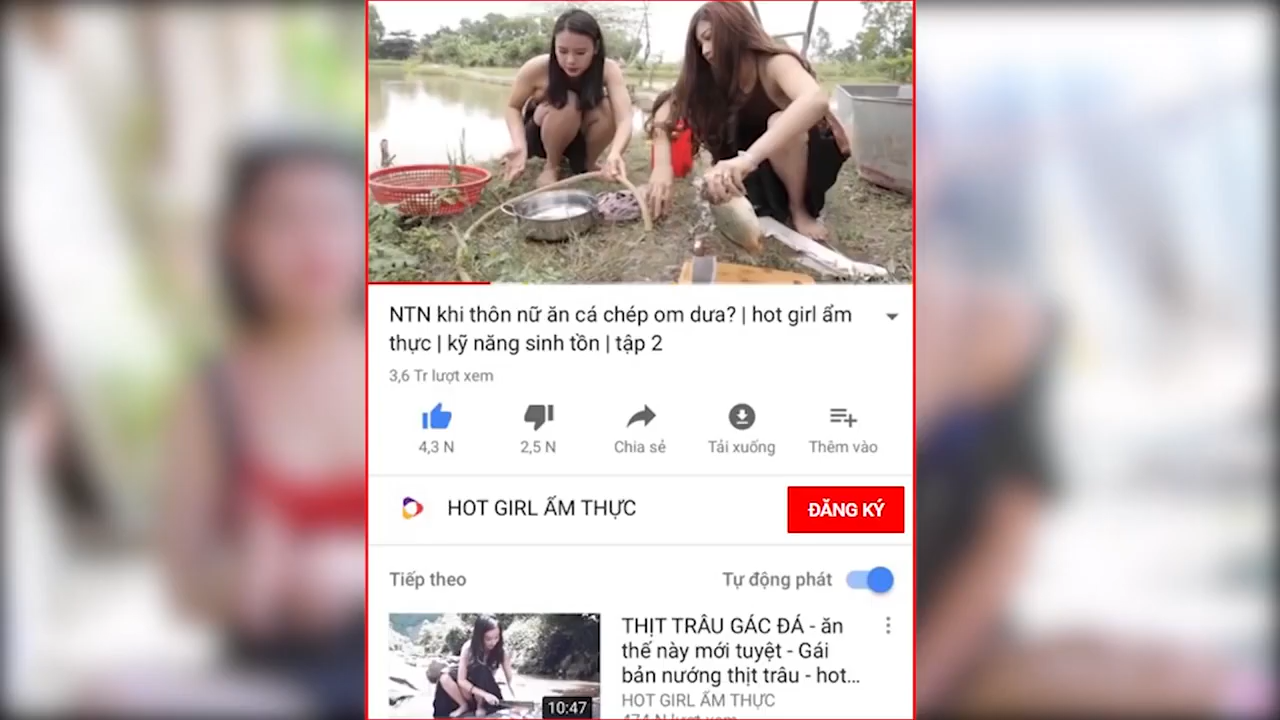 NTN khi thôn nữ ăn cá chép om dưa? | hot girl ẩm
thực | kỹ năng sinh tồn | tập 2
3,6 Tr lượt xem
4,3 N
2,5 N
Chia sẻ
Tải xuống
Thêm vào
HOT GIRL ẨM THỰC
ĐĂNG KÝ
Tiếp theo
Tự động phát
10:47
THỊT TRÂU GÁC ĐÁ - ăn
thế này mới tuyệt - Gái
bản nướng thịt trâu - hot...
HOT GIRL ẨM THỰC
474 N lượt xem